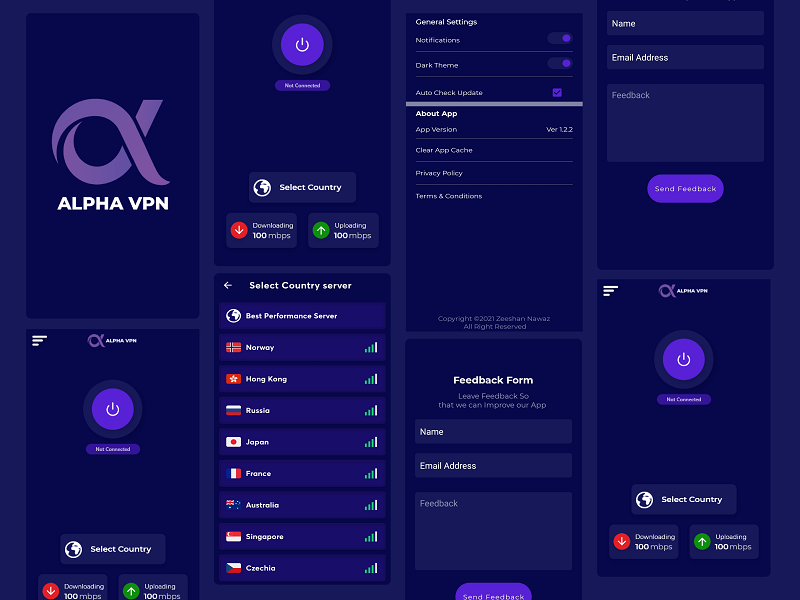 ALPHA VPN
ALPHA VPN
Not Connected
Select Country
Downloading
100 mbps
Uploading
100 mbps
Not Connected
Select Country
Downloading
100 mbps
Uploading
100 mbps
Select Country server
Best Performance Server
Norway
Hong Kong
Russia
Japan
France
Australia
Singapore
Czechia
General Settings
Notifications
Dark Theme
Auto Check Update
About App
App Version Ver 1.2.2
Clear App Cache
Privacy Policy
Terms & Conditions
Copyright ©2021 Zeeshan Nawaz
All Right Reserved
Feedback Form
Leave Feedback So
that we can Improve our App
Name
Email Address
Feedback
Send Feedback
Name
Email Address
Feedback
Send Feedback
ALPHA VPN
Not Connected
Select Country
Downloading
100 mbps
Uploading
100 mbps